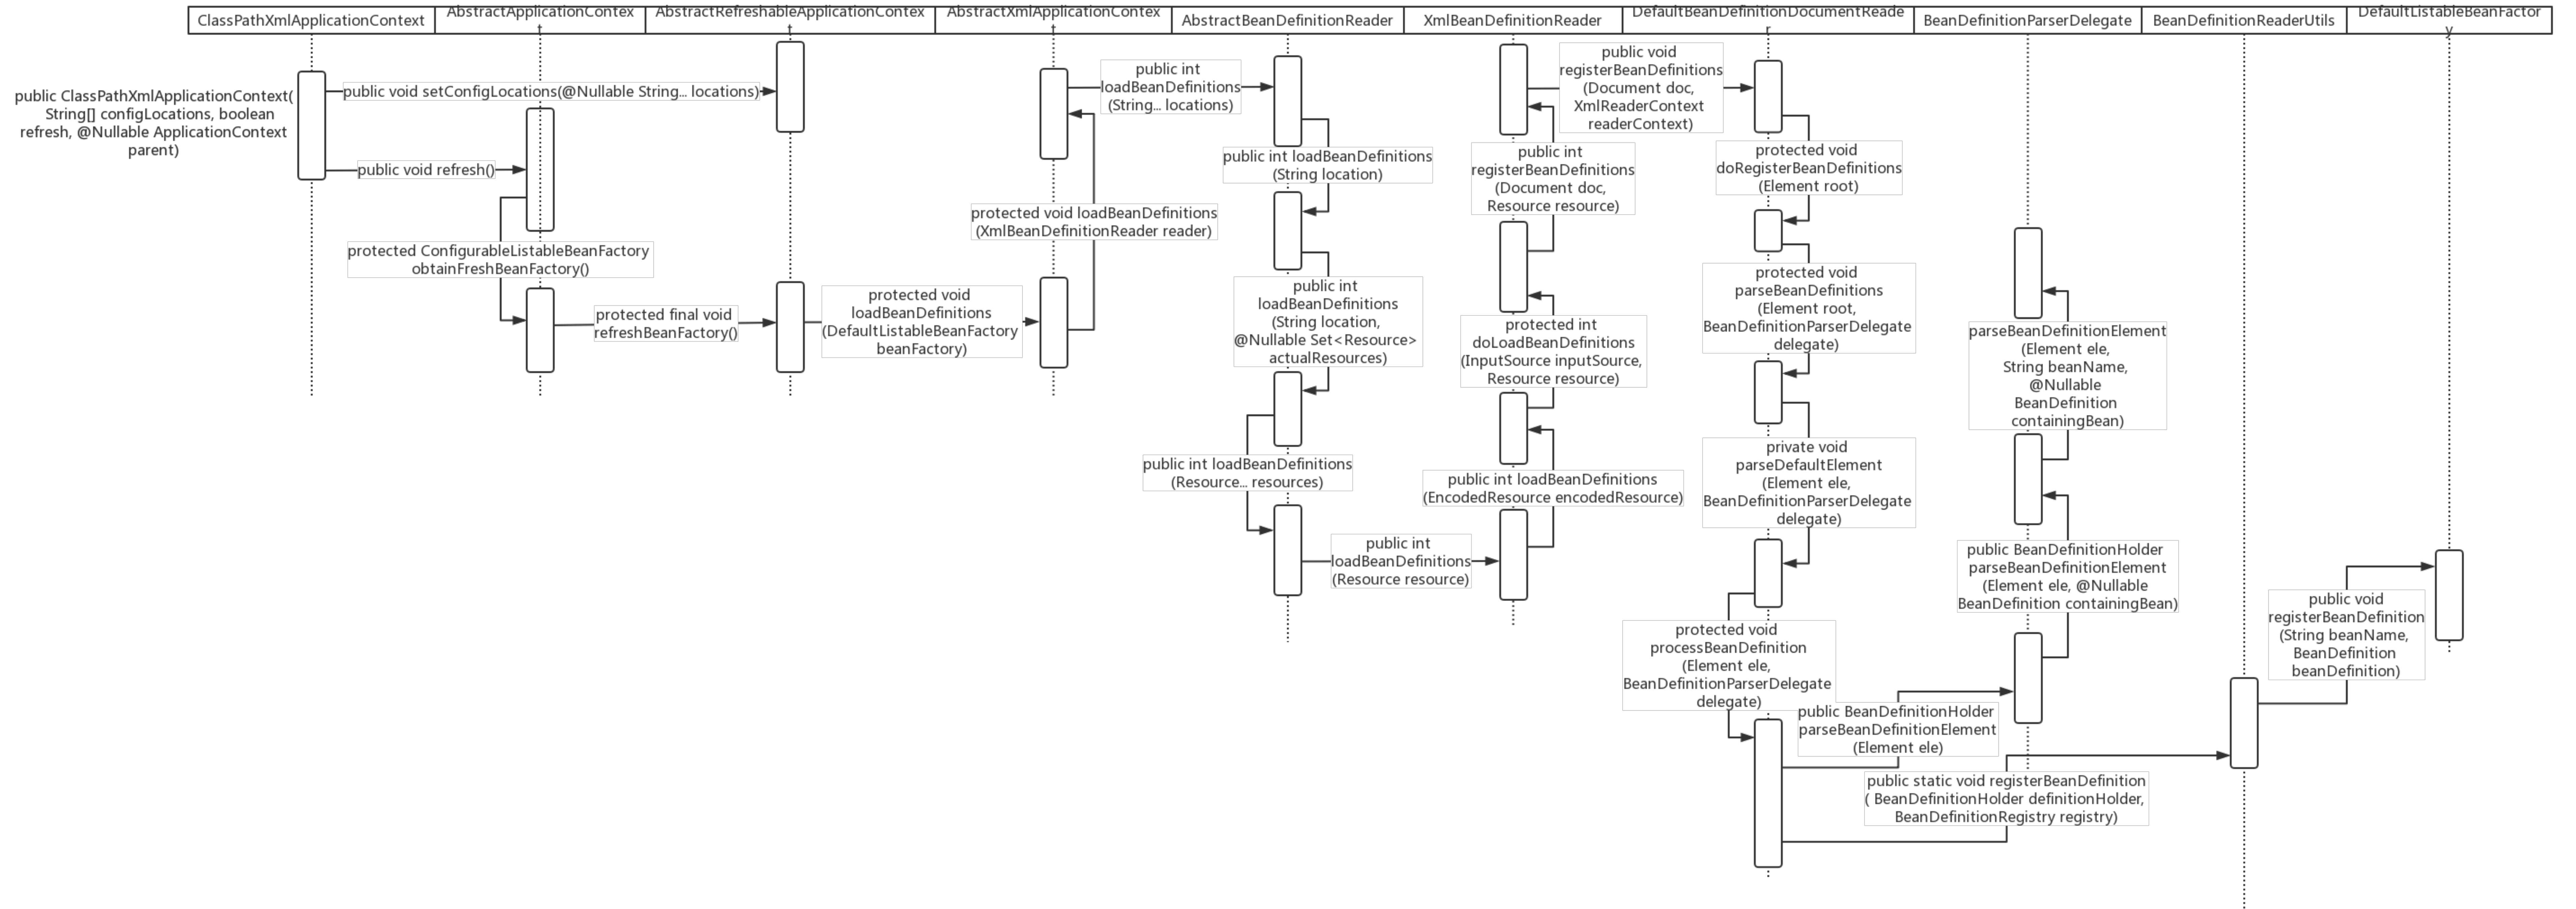 ClassPathXmlApplicationContext
AbstractApplicationContex
t
AbstractRefreshableApplicationContex
t
AbstractXmlApplicationContex
t
AbstractBeanDefinitionReader
XmlBeanDefinitionReader
DefaultBeanDefinitionDocumentReade
r
BeanDefinitionParserDelegate
BeanDefinitionReaderUtils
DefaultListableBeanFactor
y
public ClassPathXmlApplicationContext(
String[] configLocations, boolean
refresh, @Nullable ApplicationContext
parent)
public void setConfigLocations(@Nullable String... locations)
public void refresh()
protected ConfigurableListableBeanFactory
obtainFreshBeanFactory()
protected final void
refreshBeanFactory()
protected void
loadBeanDefinitions
(DefaultListableBeanFactory
beanFactory)
protected void loadBeanDefinitions
(XmlBeanDefinitionReader reader)
public int
loadBeanDefinitions
(String... locations)
public int loadBeanDefinitions
(String location)
public int
loadBeanDefinitions
(String location,
@Nullable Set<Resource>
actualResources)
public int loadBeanDefinitions
(Resource... resources)
public int
loadBeanDefinitions
(Resource resource)
public int loadBeanDefinitions
(EncodedResource encodedResource)
protected int
doLoadBeanDefinitions
(InputSource inputSource,
Resource resource)
public int
registerBeanDefinitions
(Document doc,
Resource resource)
public void
registerBeanDefinitions
(Document doc,
XmlReaderContext
readerContext)
protected void
doRegisterBeanDefinitions
(Element root)
protected void
parseBeanDefinitions
(Element root,
BeanDefinitionParserDelegate
delegate)
private void
parseDefaultElement
(Element ele,
BeanDefinitionParserDelegate
delegate)
protected void
processBeanDefinition
(Element ele,
BeanDefinitionParserDelegate
delegate)
public BeanDefinitionHolder
parseBeanDefinitionElement
(Element ele)
public BeanDefinitionHolder
parseBeanDefinitionElement
(Element ele, @Nullable
BeanDefinition containingBean)
parseBeanDefinitionElement
(Element ele,
String beanName,
@Nullable
BeanDefinition
containingBean)
public static void registerBeanDefinition
( BeanDefinitionHolder definitionHolder,
BeanDefinitionRegistry registry)
public void
registerBeanDefinition
(String beanName,
BeanDefinition
beanDefinition)